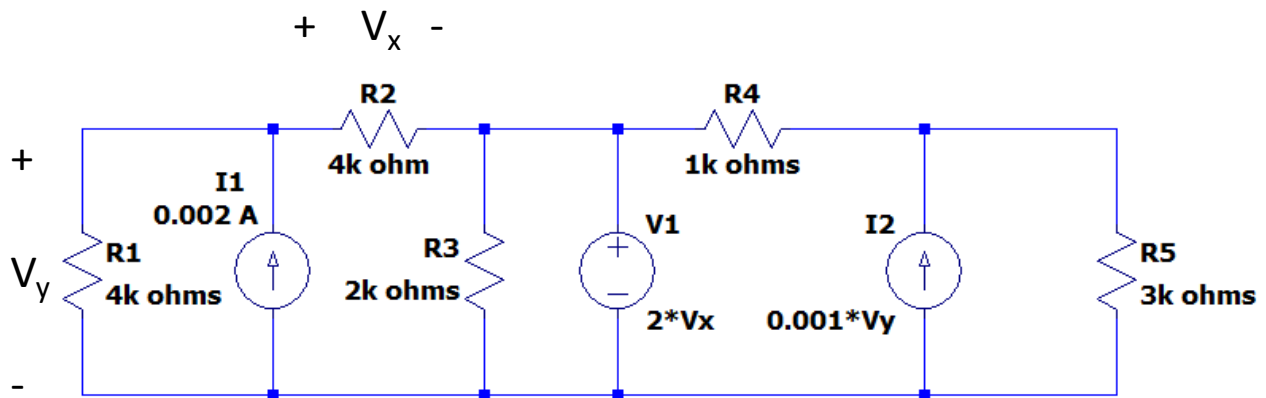 + Vx -
R2
R4
+
4k ohm
1k ohms
I1
0.002 A
V1
I2
R1
R3
R5
Vy
4k ohms
2k ohms
3k ohms
+
-
2*Vx
0.001*Vy
-